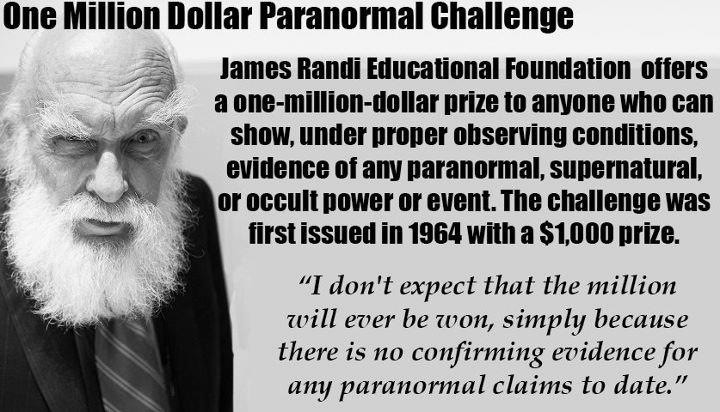 One Million Dollar Paranormal Challenge
James Randi Educational Foundation offers
a one-million-dollar prize to anyone who can
show, under proper observing conditions,
evidence of any paranormal, supernatural,
or occult power or event. The challenge was
first issued in 1964 with a $1,000 prize.
“I don't expect that the million
will ever be won, simply because
there is no confirming evidence for
any paranormal claims to date.”